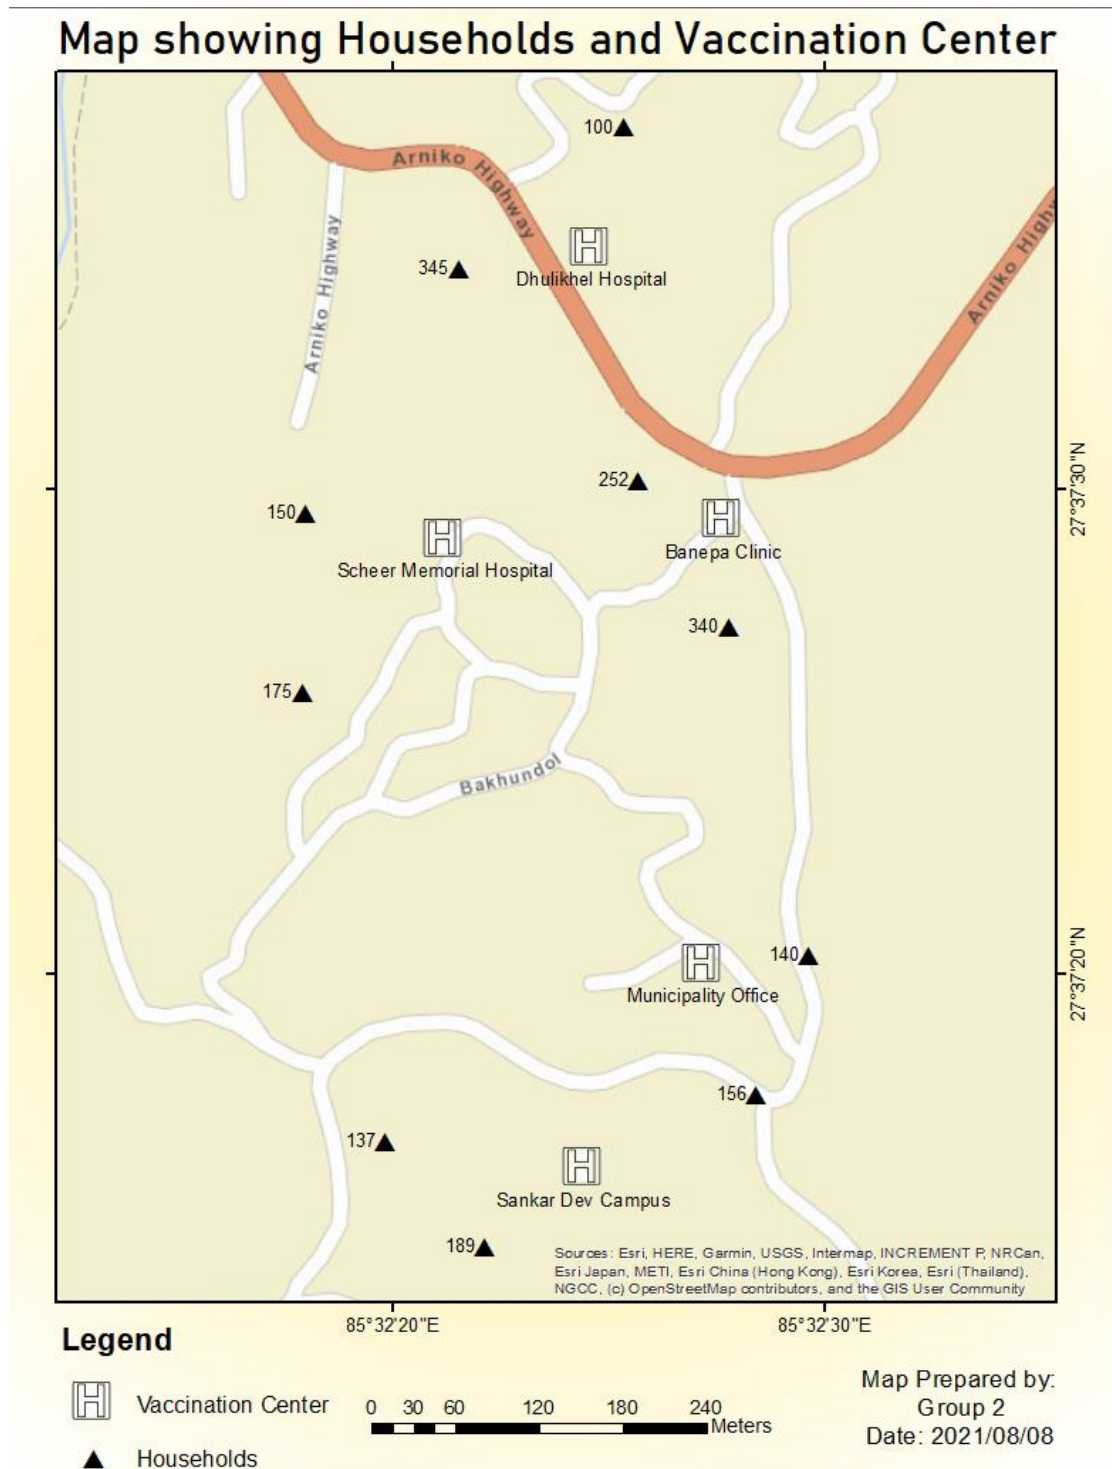 Map showing Households and Vaccination Center
100
Arniko Highway
Dhulikhel Hospital
345
Arniko Highway
Arniko Highw
252
27°37'30"N
150
Scheer Memorial Hospital
Banepa Clinic
340
175
Bakhundol
140
27°37'20"N
Municipality Office
156
137
Sankar Dev Campus
189
Sources: Esri, HERE, Garmin, USGS, Intermap, INCREMENT P, NRCan,
Esri Japan, METI, Esri China (Hong Kong), Esri Korea, Esri (Thailand),
NGCC, (c) OpenStreetMap contributors, and the GIS User Community
85°32'20"E
85°32'30"E
Legend
H Vaccination Center
Households
0 30 60 120 180 240
Meters
Map Prepared by:
Group 2
Date: 2021/08/08